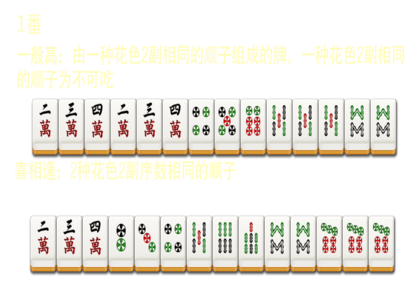 1番
一般高：由一种花色2副相同的顺子组成的牌。一种花色2副相同
的顺子为不可吃
二 三 四 二 三 四
萬 萬 萬 萬 萬 萬
喜相逢：2种花色2副序数相同的顺子
二 三 四
萬 萬 萬